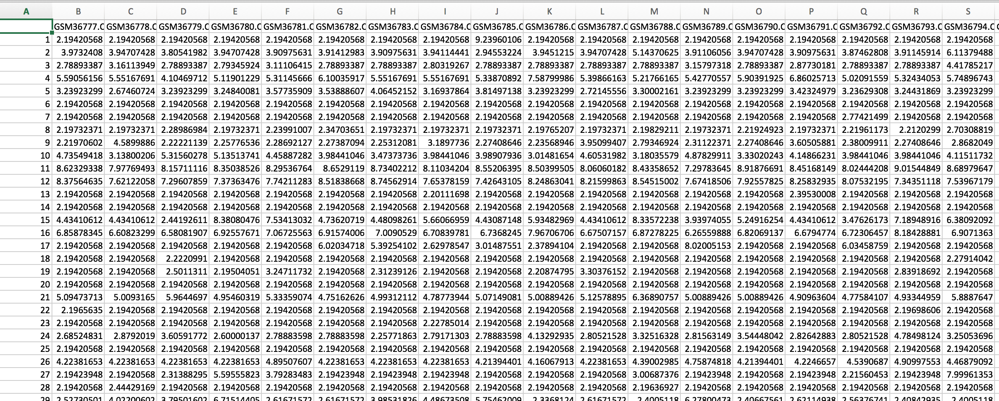 A B C D E F G H I J K L M N O P Q R S
GSM36777.C GSM36778.C GSM36779.C GSM36780.C GSM36781.C GSM36782.C GSM36783.C GSM36784.C GSM36785.C GSM36786.C GSM36787.C GSM36788.C GSM36789.C GSM36790.C GSM36791.C GSM36792.C GSM36793.C GSM36794.C
1 2.19420568 2.19420568 2.19420568 2.19420568 2.19420568 2.19420568 2.19420568 2.19420568 9.23960106 2.19420568 2.19420568 2.19420568 2.19420568 2.19420568 2.19420568 2.19420568 2.19420568 2.19420568
2 3.9732408 3.94707428 3.80541982 3.94707428 3.90975631 3.91412983 3.90975631 3.94114441 2.94553224 3.9451215 3.94707428 5.14370625 3.91106056 3.94707428 3.90975631 3.87462808 3.91145914 6.11379488
3 2.78893387 3.16113949 2.78893387 2.79345924 3.11106415 2.78893387 2.78893387 2.80319267 2.78893387 2.78893387 2.78893387 2.78893387 3.15797318 2.78893387 2.87730181 2.78893387 2.78893387 4.41785217
4 5.59056156 5.55167691 4.10469712 5.11901229 5.31145666 6.10035917 5.55167691 5.55167691 5.33870892 7.58799986 5.39866163 5.21766165 5.42770557 5.90391925 6.86025713 5.02091559 5.32434053 5.74896743
5 3.23923299 2.67460724 3.23923299 3.24840081 3.57735909 3.53888607 4.06452152 3.16937864 3.81497138 3.23923299 2.72145556 3.30002161 3.23923299 3.23923299 3.42324979 3.23629308 3.24431869 3.23923299
6 2.19420568 2.19420568 2.19420568 2.19420568 2.19420568 2.19420568 2.19420568 2.19420568 2.19420568 2.19420568 2.19420568 2.19420568 2.19420568 2.19420568 2.19420568 2.19420568 2.19420568 2.19420568
7 2.19420568 2.19420568 2.19420568 2.19420568 2.19420568 2.19420568 2.19420568 2.19420568 2.19420568 2.19420568 2.19420568 2.19420568 2.19420568 2.19420568 2.19420568 2.77421499 2.19420568 2.19420568
8 2.19732371 2.19732371 2.28986984 2.19732371 2.23991007 2.34703651 2.19732371 2.19732371 2.19732371 2.19765207 2.19732371 2.19829211 2.19732371 2.21924923 2.19732371 2.21961173 2.2120299 2.70308819
9 2.21970602 4.5899886 2.22221139 2.25776536 2.28692127 2.27387094 2.25312081 3.1897736 2.27408646 2.23568946 3.95099407 2.79346924 2.31122371 2.27408646 3.60505881 2.38009911 2.27408646 2.8682049
10 4.73549418 3.13800206 5.31560278 5.13513741 4.45887282 3.98441046 3.47373736 3.98441046 3.98907936 3.01481654 4.60531982 3.18035579 4.87829911 3.33020243 4.14866231 3.98441046 3.98441046 4.11511732
11 8.62329338 7.97769493 8.15711116 8.35038526 8.29536764 8.6529119 8.73402212 8.11034204 8.55206395 8.50399505 8.06060182 8.43358652 7.29783645 8.91876691 8.45168149 8.02444208 9.01544849 8.68979647
12 8.37564635 7.62122058 7.29607859 7.37363476 7.74211283 8.51838668 8.74562914 7.65378159 7.42643105 8.24863041 8.21599863 8.54515002 7.67418506 7.92557825 8.25832935 8.07532195 7.34351118 7.53967179
13 2.19420568 2.19420568 2.19420568 2.19420568 2.19420568 2.19420568 2.19420568 2.20111698 2.19420568 2.19420568 2.19420568 2.19420568 2.19420568 2.19420568 2.39530008 2.19420568 2.19420568 2.19420568
14 2.19420568 2.19420568 2.19420568 2.19420568 2.19420568 2.19420568 2.19420568 2.19420568 2.19420568 2.19420568 2.19420568 2.19420568 2.19420568 2.19420568 2.19420568 2.19420568 2.19420568 2.19420568
15 4.43410612 4.43410612 2.44192611 8.38080476 7.53413032 4.73620719 4.48098261 5.66066959 4.43087148 5.93482969 4.43410612 8.33572238 3.93974055 5.24916254 4.43410612 3.47626173 7.18948916 6.38092092
16 6.85878345 6.60823299 6.58081907 6.92557671 7.06725563 6.91574006 7.0090529 6.70839781 6.7368245 7.96706706 6.67507157 6.87278225 6.26559888 6.82069137 6.6794774 6.72306457 8.18428881 6.9071363
17 2.19420568 2.19420568 2.19420568 2.19420568 2.19420568 6.02034718 5.39254102 2.62978547 3.01487551 2.37894104 2.19420568 2.19420568 8.02005153 2.19420568 2.19420568 6.03458759 2.19420568 2.19420568
18 2.19420568 2.19420568 2.2220991 2.19420568 2.19420568 2.19420568 2.19420568 2.19420568 2.19420568 2.19420568 2.19420568 2.19420568 2.19420568 2.19420568 2.19420568 2.19420568 2.19420568 2.27914042
19 2.19420568 2.19420568 2.5011311 2.19504051 3.24711732 2.19420568 2.31239126 2.19420568 2.19420568 2.20874795 3.30376152 2.19420568 2.19420568 2.19420568 2.19420568 2.19420568 2.83918692 2.19420568
20 2.19420568 2.19420568 2.19420568 2.19420568 2.19420568 2.19420568 2.19420568 2.19420568 2.19420568 2.19420568 2.19420568 2.19420568 2.19420568 2.19420568 2.19420568 2.19420568 2.19420568 2.19420568
21 5.09473713 5.0093165 5.9644697 4.95460319 5.33359074 4.75162626 4.99312112 4.78773944 5.07149081 5.00889426 5.12578895 6.36890757 5.00889426 5.00889426 4.90963604 4.77584107 4.93344959 5.8887647
22 2.1965635 2.19420568 2.19420568 2.19420568 2.19420568 2.19420568 2.19420568 2.19420568 2.19420568 2.19420568 2.19420568 2.19420568 2.19420568 2.19420568 2.19420568 2.19420568 2.19698606 2.19420568
23 2.19420568 2.19420568 2.19420568 2.19420568 2.19420568 2.19420568 2.19420568 2.22785014 2.19420568 2.19420568 2.19420568 2.19420568 2.19420568 2.19420568 2.19420568 2.19420568 2.19420568 2.19420568
24 2.68524831 2.8792019 3.60591772 2.60000137 2.78883598 2.78883598 2.25771863 2.79171303 2.78883598 4.13292935 2.80521528 3.32516328 2.81563149 3.54448042 2.82642883 2.80521528 4.78498124 3.25053696
25 2.19420568 2.19420568 2.19420568 2.19420568 2.19420568 2.19420568 2.19420568 2.19420568 2.19420568 2.19420568 2.19420568 2.19420568 2.19420568 2.19420568 2.19420568 2.19420568 2.19420568 2.19420568
26 4.22381653 4.22381653 4.22381653 4.22381653 4.89507607 4.22381653 4.22381653 4.22381653 4.21394401 4.16067913 4.22381653 4.39002985 4.75874818 4.21394401 4.2246657 4.5390687 4.90997553 4.46879092
27 2.19423948 2.19420568 2.31388295 5.59555823 3.79283483 2.19423948 2.19423948 2.19423948 2.19420568 2.19420568 2.19420568 3.00687376 2.19423948 2.19420568 2.19423948 2.21560453 2.19423948 7.99961353
28 2.19420568 2.44429169 2.19420568 2.19420568 2.19420568 2.19420568 2.19420568 2.19420568 2.19420568 2.19420568 2.19420568 2.19636927 2.19420568 2.19420568 2.19420568 2.19420568 2.19420568 2.19420568
29 2.52730501 4.02200602 3.79501602 6.71514405 2.61671572 2.61671572 3.98531826 4.48673508 5.75462009 2.3368124 2.61671572 2.4005118 6.27800473 2.40667561 2.62114938 2.56376741 2.40842935 2.4005118